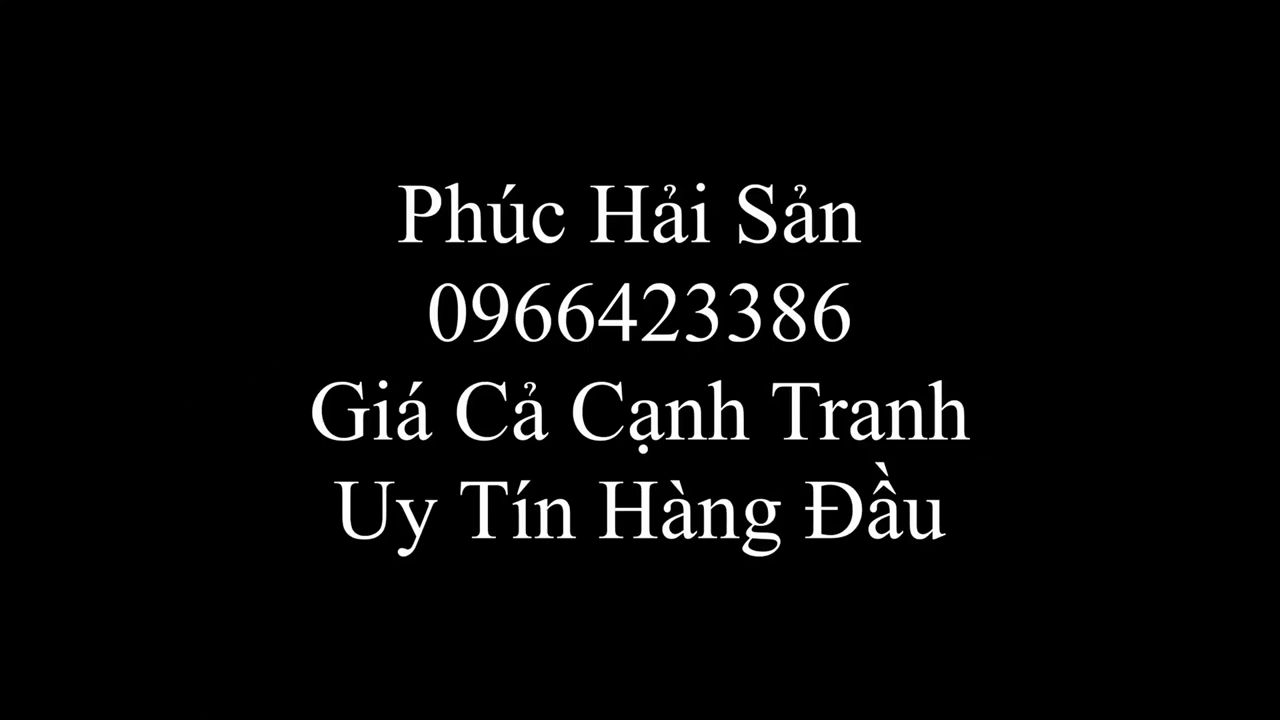 Phúc Hải Sản
0966423386
Giá Cả Cạnh Tranh
Uy Tín Hàng Đầu